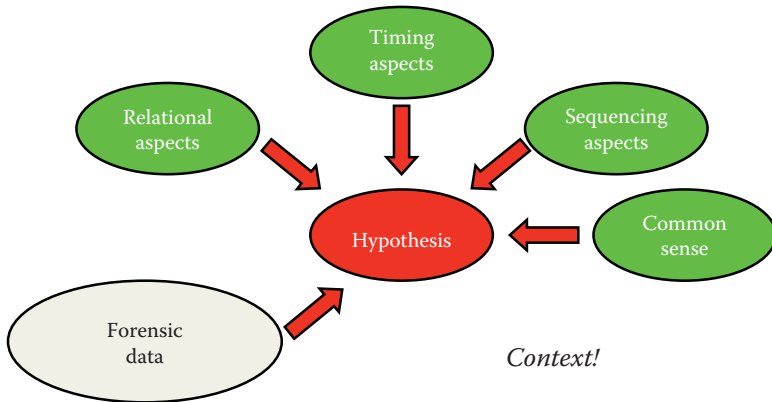 Timing
aspects
Relational
aspects
Sequencing
aspects
Hypothesis
Common
sense
Forensic
data
Context!